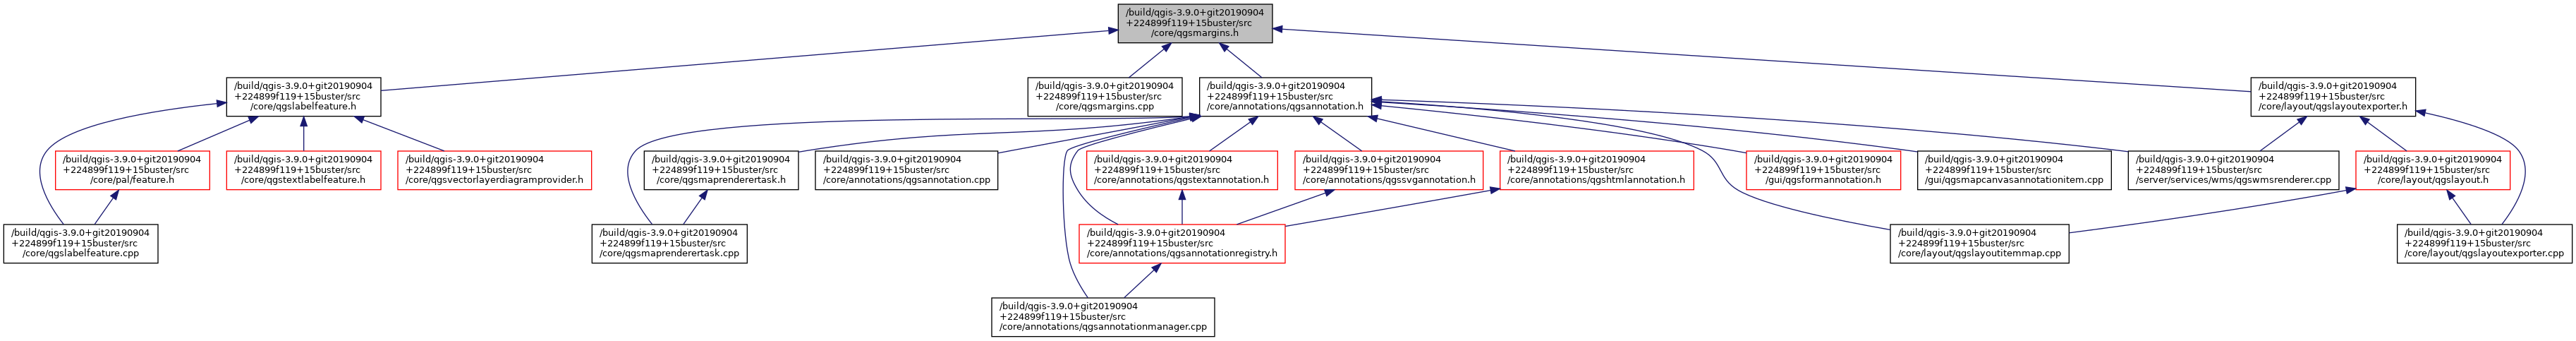 /build/qgis-3.9.0+git20190904
+224899f119+15buster/src
/core/qgsmargins.h
/build/qgis-3.9.0+git20190904
+224899f119+15buster/src
/core/qgslabelfeature.h
/build/qgis-3.9.0+git20190904
+224899f119+15buster/src
/core/qgsmargins.cpp
/build/qgis-3.9.0+git20190904
+224899f119+15buster/src
/core/annotations/qgsannotation.h
/build/qgis-3.9.0+git20190904
+224899f119+15buster/src
/core/layout/qgslayoutexporter.h
/build/qgis-3.9.0+git20190904
+224899f119+15buster/src
/core/pal/feature.h
/build/qgis-3.9.0+git20190904
+224899f119+15buster/src
/core/qgstextlabelfeature.h
/build/qgis-3.9.0+git20190904
+224899f119+15buster/src
/core/qgsvectorlayerdiagramprovider.h
/build/qgis-3.9.0+git20190904
+224899f119+15buster/src
/core/qgsmaprenderertask.h
/build/qgis-3.9.0+git20190904
+224899f119+15buster/src
/core/annotations/qgsannotation.cpp
/build/qgis-3.9.0+git20190904
+224899f119+15buster/src
/core/annotations/qgstextannotation.h
/build/qgis-3.9.0+git20190904
+224899f119+15buster/src
/core/annotations/qgssvgannotation.h
/build/qgis-3.9.0+git20190904
+224899f119+15buster/src
/core/annotations/qgshtmlannotation.h
/build/qgis-3.9.0+git20190904
+224899f119+15buster/src
/gui/qgsformannotation.h
/build/qgis-3.9.0+git20190904
+224899f119+15buster/src
/gui/qgsmapcanvasannotationitem.cpp
/build/qgis-3.9.0+git20190904
+224899f119+15buster/src
/server/services/wms/qgswmsrenderer.cpp
/build/qgis-3.9.0+git20190904
+224899f119+15buster/src
/core/layout/qgslayout.h
/build/qgis-3.9.0+git20190904
+224899f119+15buster/src
/core/qgslabelfeature.cpp
/build/qgis-3.9.0+git20190904
+224899f119+15buster/src
/core/qgsmaprenderertask.cpp
/build/qgis-3.9.0+git20190904
+224899f119+15buster/src
/core/annotations/qgsannotationregistry.h
/build/qgis-3.9.0+git20190904
+224899f119+15buster/src
/core/layout/qgslayoutitemmap.cpp
/build/qgis-3.9.0+git20190904
+224899f119+15buster/src
/core/layout/qgslayoutexporter.cpp
/build/qgis-3.9.0+git20190904
+224899f119+15buster/src
/core/annotations/qgsannotationmanager.cpp